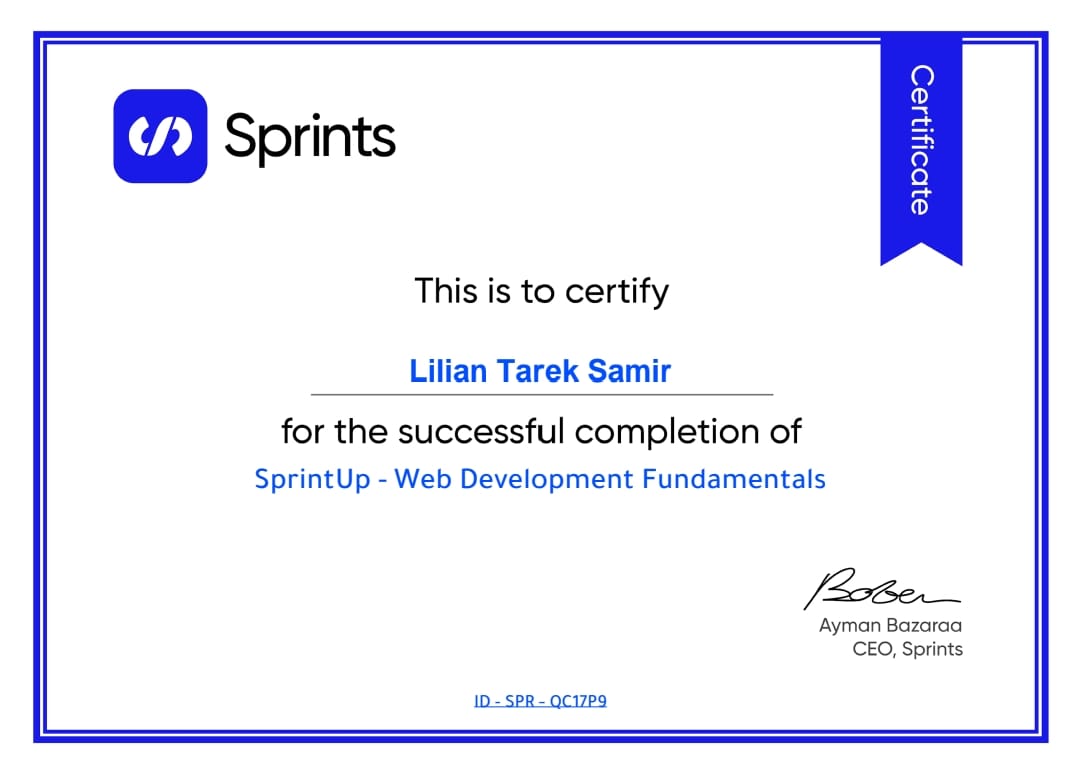 Sprints
Certificate
This is to certify
Lilian Tarek Samir
for the successful completion of
SprintUp - Web Development Fundamentals
Ayman Bazaraa
CEO, Sprints
ID - SPR - QC17P9